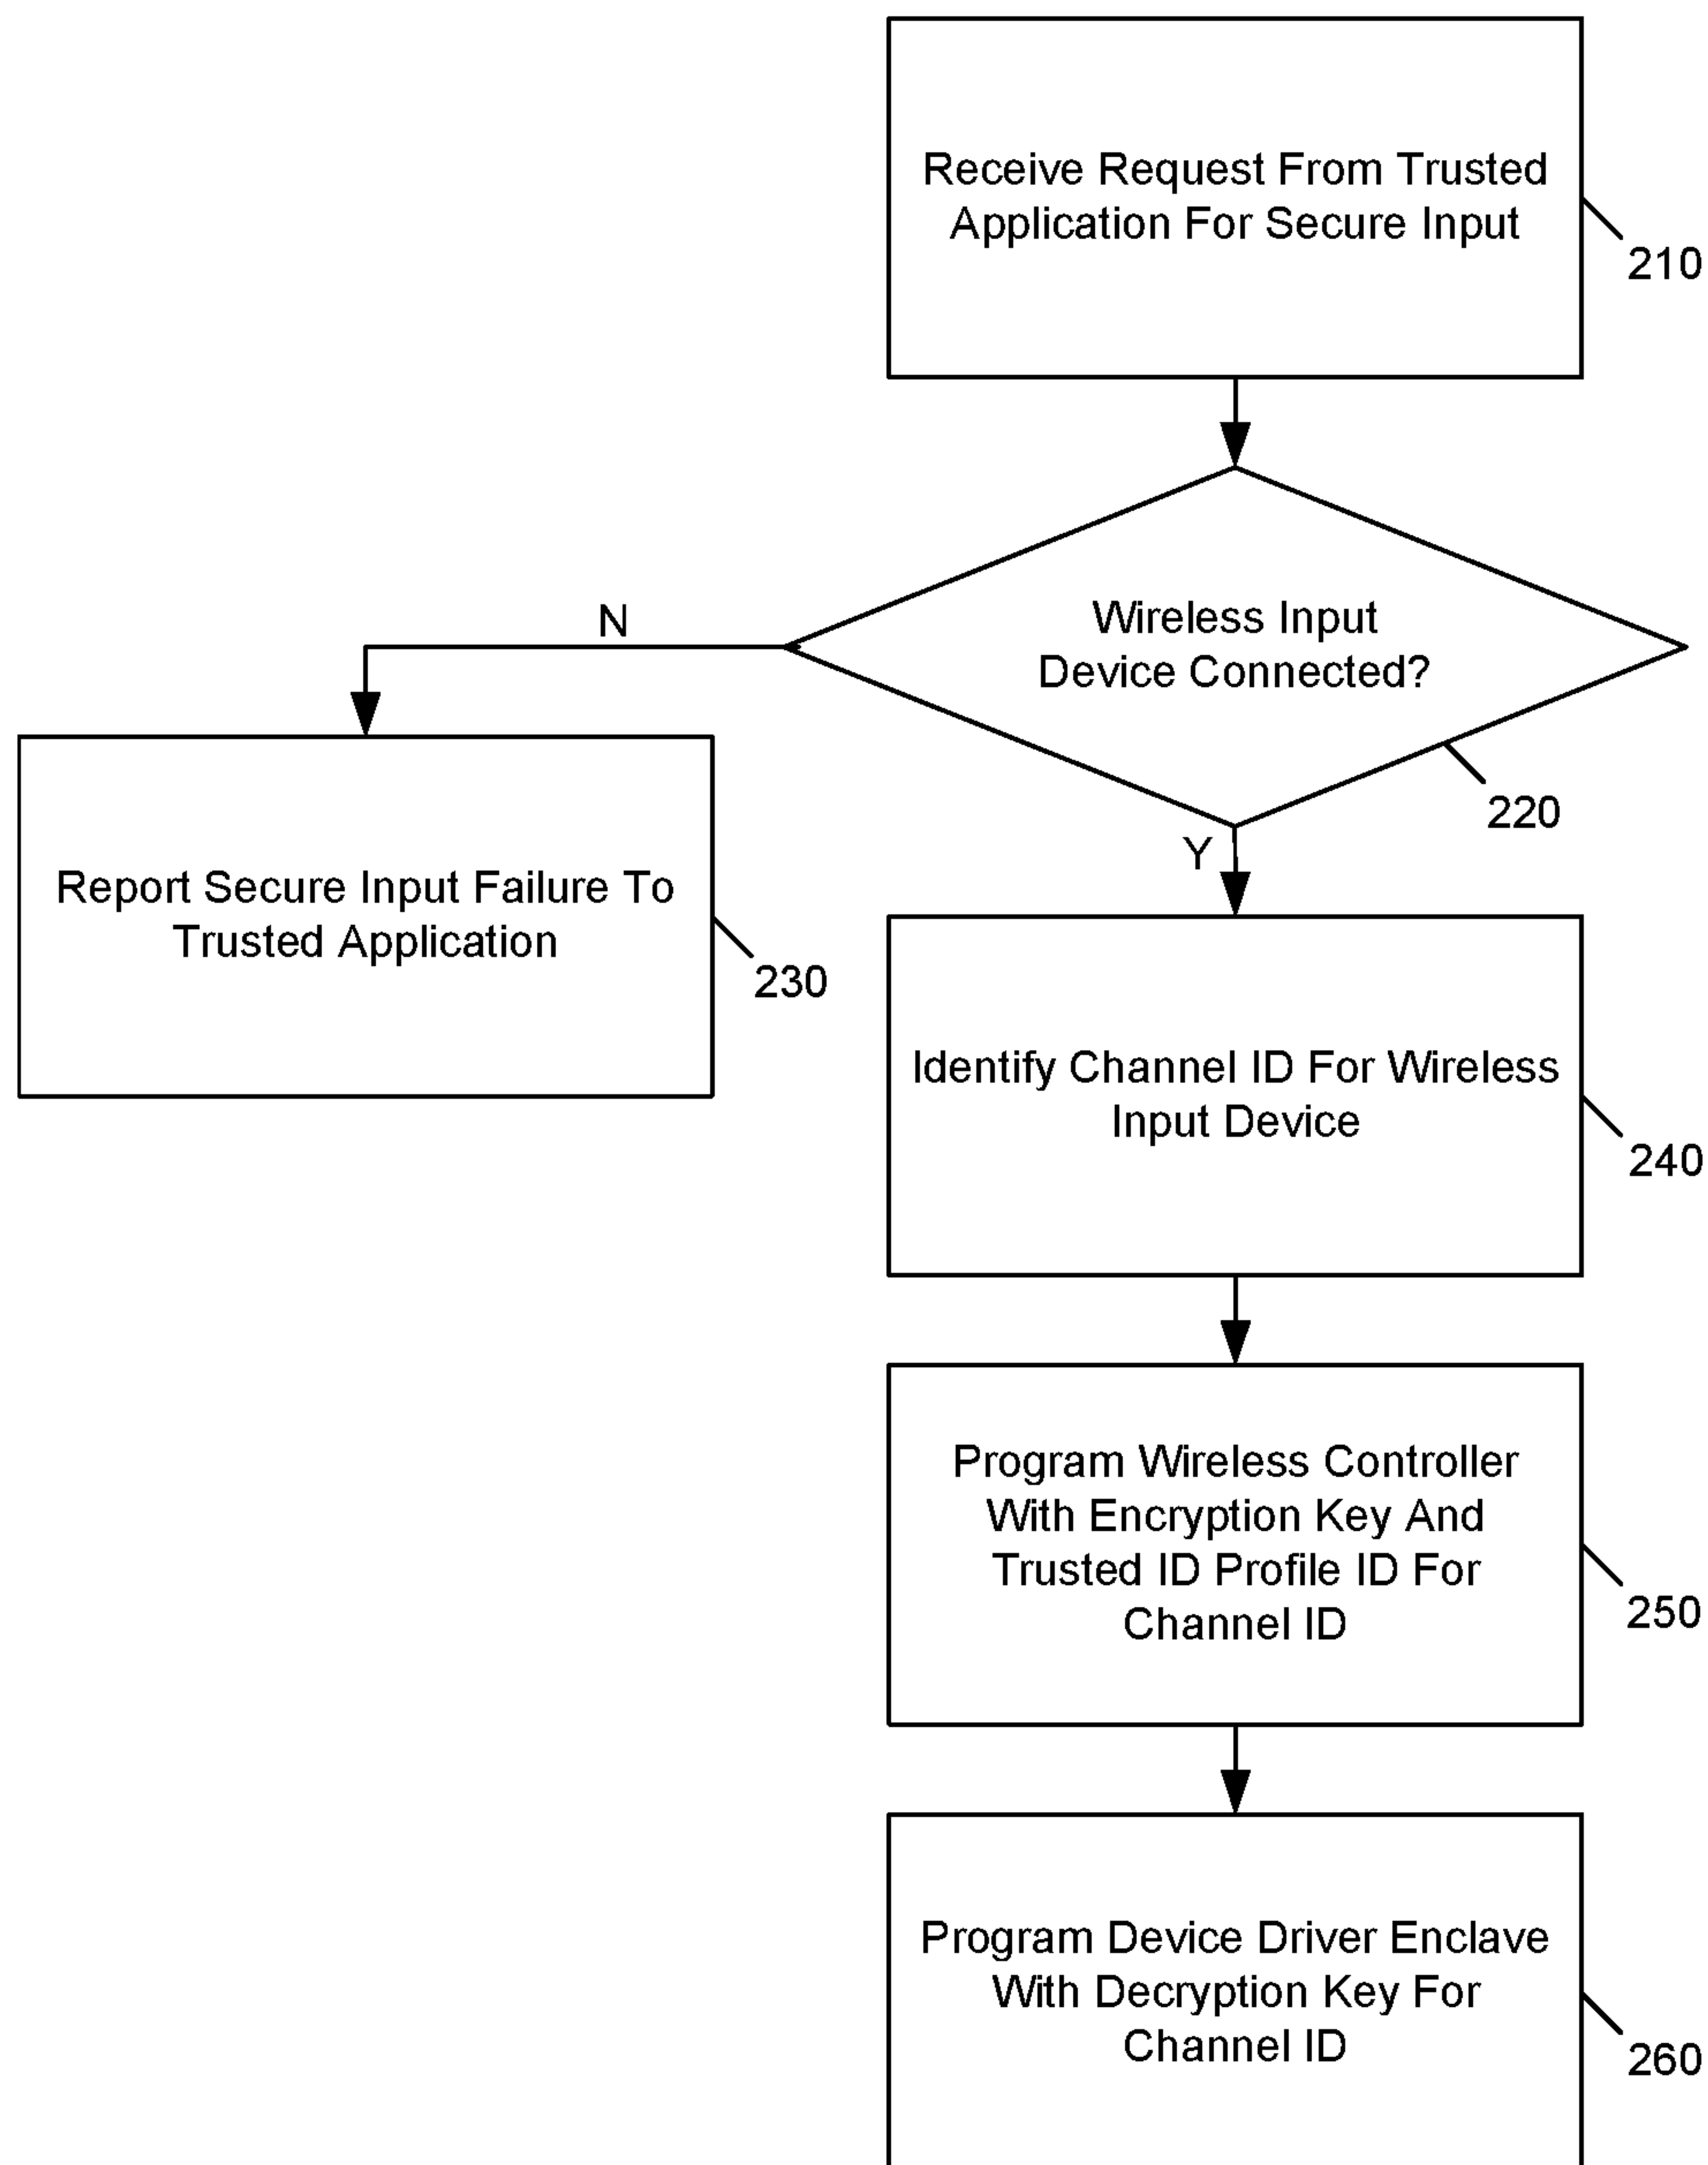 Receive Request From Trusted
Application For Secure Input
210
Wireless Input
Device Connected?
220
N
Y
Report Secure Input Failure To
Trusted Application
230
Identify Channel ID For Wireless
Input Device
240
Program Wireless Controller
With Encryption Key And
Trusted ID Profile ID For
Channel ID
250
Program Device Driver Enclave
With Decryption Key For
Channel ID
260